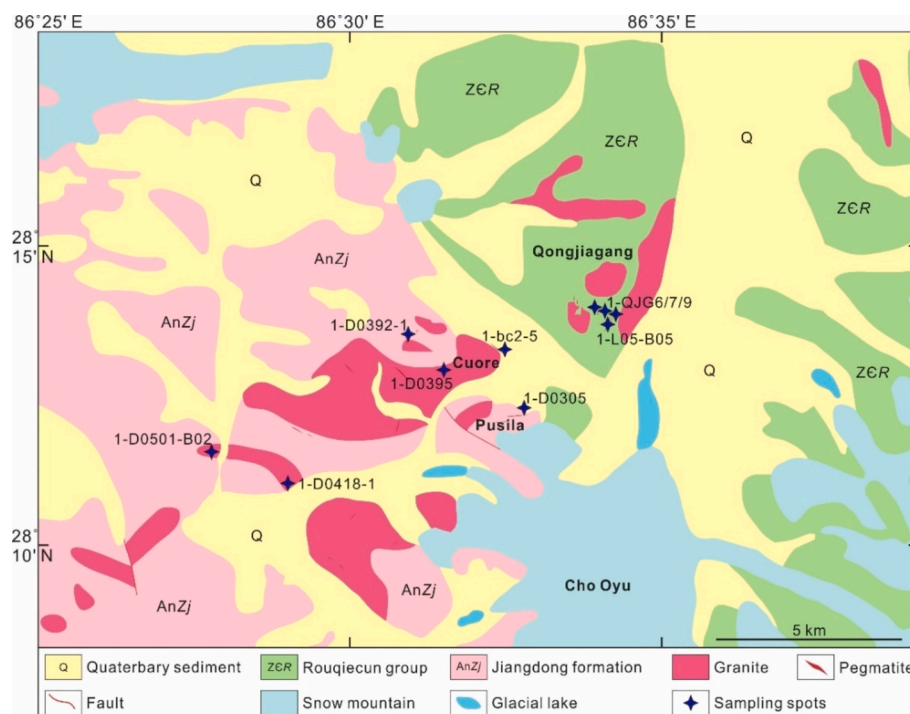 86°25' E 86°30' E 86°35' E
ZЄR
ZЄR
Q
Q
ZЄR
28°
15' N
AnZj
Qongjiagang
AnZj
1-QJG6/7/9
1-D0392-1
1-bc2-5
1-L05-B05
Cuore
Q
ZЄR
1-D0395
1-D0305
Pusila
1-D0501-B02
1-D0418-1
28°
10' N
Q
Cho Oyu
AnZj
AnZj
5 km
Q Quaterbary sediment ZЄR Rouqiecun group AnZj Jiangdong formation Granite Pegmatite
Fault Snow mountain Glacial lake Sampling spots